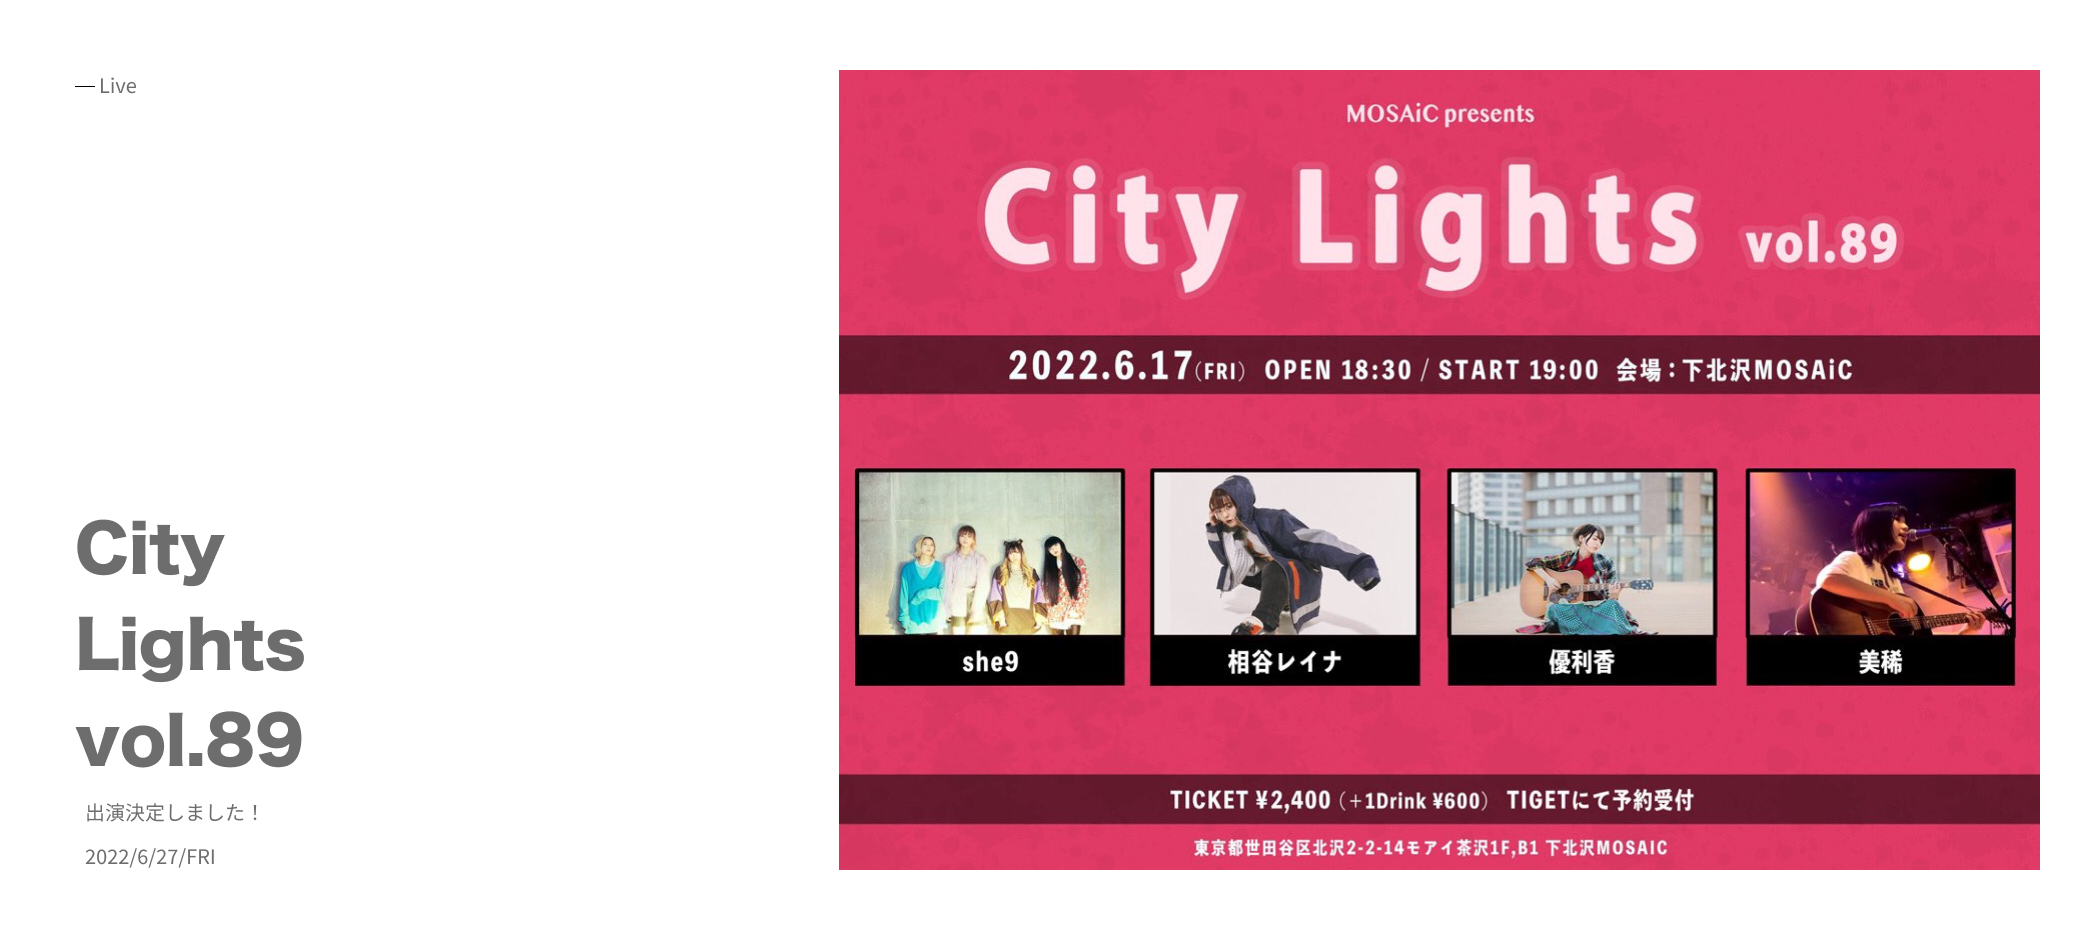 — Live
City
Lights
vol.89
出演決定しました！
2022/6/27/FRI
MOSAiC presents
City Lights vol.89
2022.6.17(FRI) OPEN 18:30 / START 19:00 会場：下北沢MOSAiC
she9
相谷レイナ
優利香
美稀
TICKET ¥2,400（+1Drink ¥600） TIGETにて予約受付
東京都世田谷区北沢2-2-14モアイ茶沢1F,B1 下北沢MOSAiC